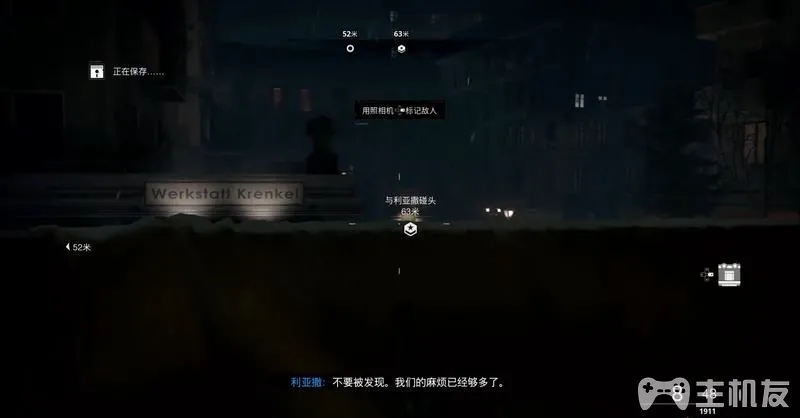 52米 63米
正在保存......
用照相机 标记敌人
Werkstatt Krenkel
与利亚撒碰头
63米
52米
利亚撒: 不要被发现。我们的麻烦已经够多了。
8 48
1911
主机友